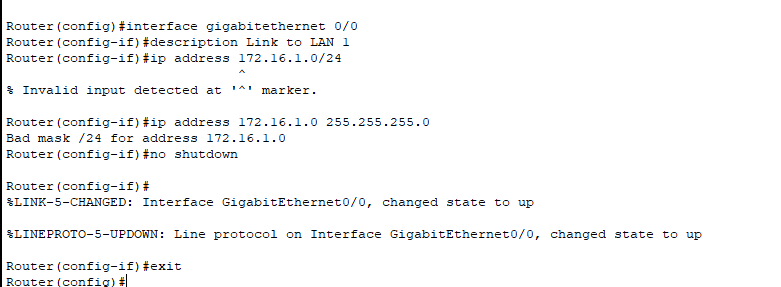 Router(config)#interface gigabitethernet 0/0
Router(config-if)#description Link to LAN 1
Router(config-if)#ip address 172.16.1.0/24
^
% Invalid input detected at '^' marker.
Router(config-if)#ip address 172.16.1.0 255.255.255.0
Bad mask /24 for address 172.16.1.0
Router(config-if)#no shutdown
Router(config-if)#
%LINK-5-CHANGED: Interface GigabitEthernet0/0, changed state to up
%LINEPROTO-5-UPDOWN: Line protocol on Interface GigabitEthernet0/0, changed state to up
Router(config-if)#exit
Router(config)#